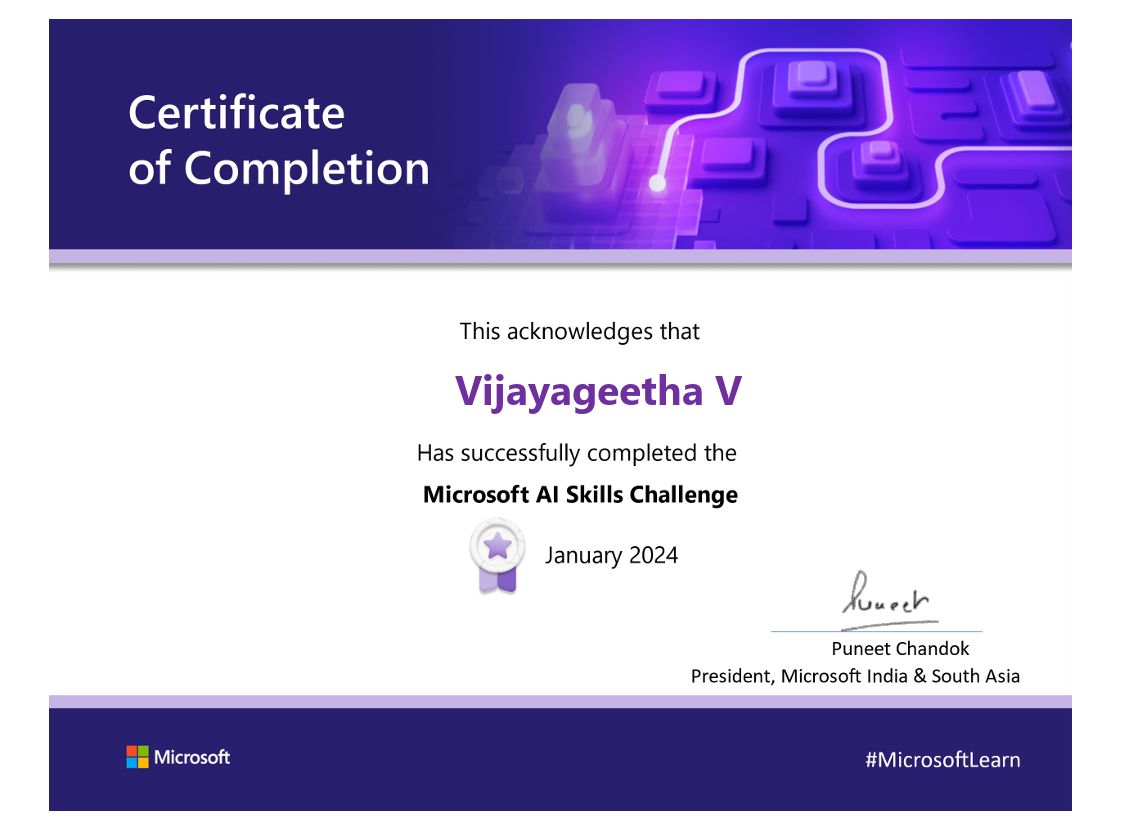 Certificate
of Completion
This acknowledges that
Vijayageetha V
Has successfully completed the
Microsoft AI Skills Challenge
January 2024
Puneet
Puneet Chandok
President, Microsoft India & South Asia
Microsoft
#MicrosoftLearn